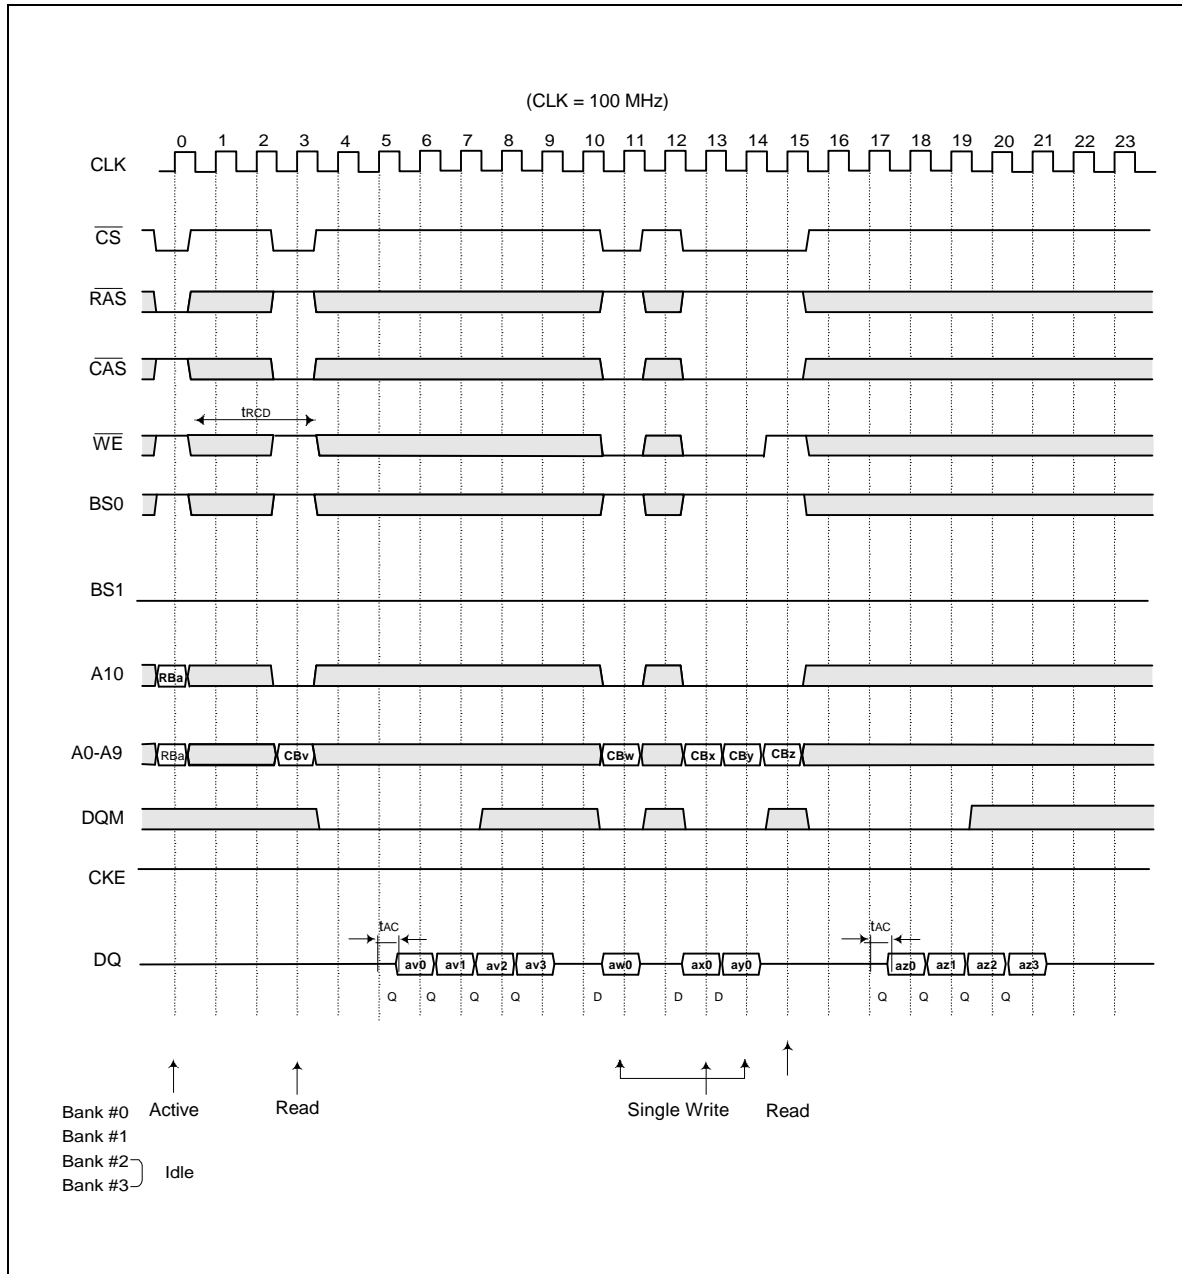 (CLK = 100 MHz)
0 1 2 3 4 5 6 7 8 9 10 11 12 13 14 15 16 17 18 19 20 21 22 23
CLK
CS
RAS
CAS
tRCD
WE
BS0
BS1
A10 RBa
A0-A9 RBa CBv CBw CBx CBy CBz
DQM
CKE
tAC tAC
DQ av0 av1 av2 av3 aw0 ax0 ay0 az0 az1 az2 az3
Q Q Q Q D D D Q Q Q Q
Bank #0 Active Read Single Write Read
Bank #1
Bank #2 Idle
Bank #3